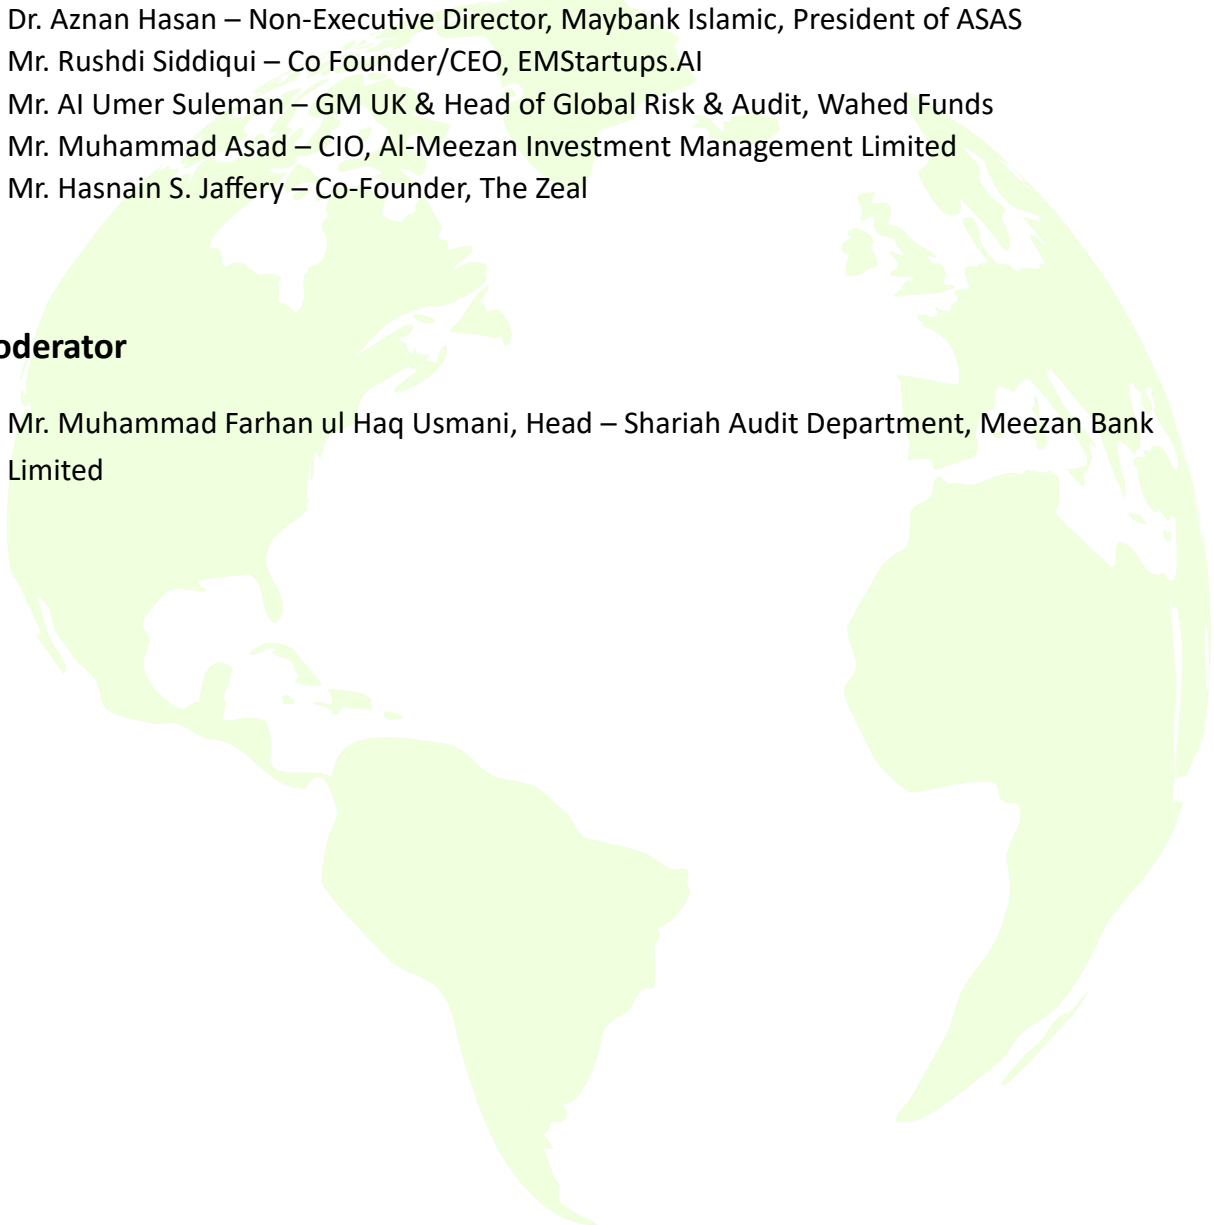 Dr. Aznan Hasan – Non-Executive Director, Maybank Islamic, President of ASAS
Mr. Rushdi Siddiqui – Co Founder/CEO, EMStartups.AI
Mr. AI Umer Suleman – GM UK & Head of Global Risk & Audit, Wahed Funds
Mr. Muhammad Asad – CIO, Al-Meezan Investment Management Limited
Mr. Hasnain S. Jaffery – Co-Founder, The Zeal
oderator
Mr. Muhammad Farhan ul Haq Usmani, Head – Shariah Audit Department, Meezan Bank
Limited